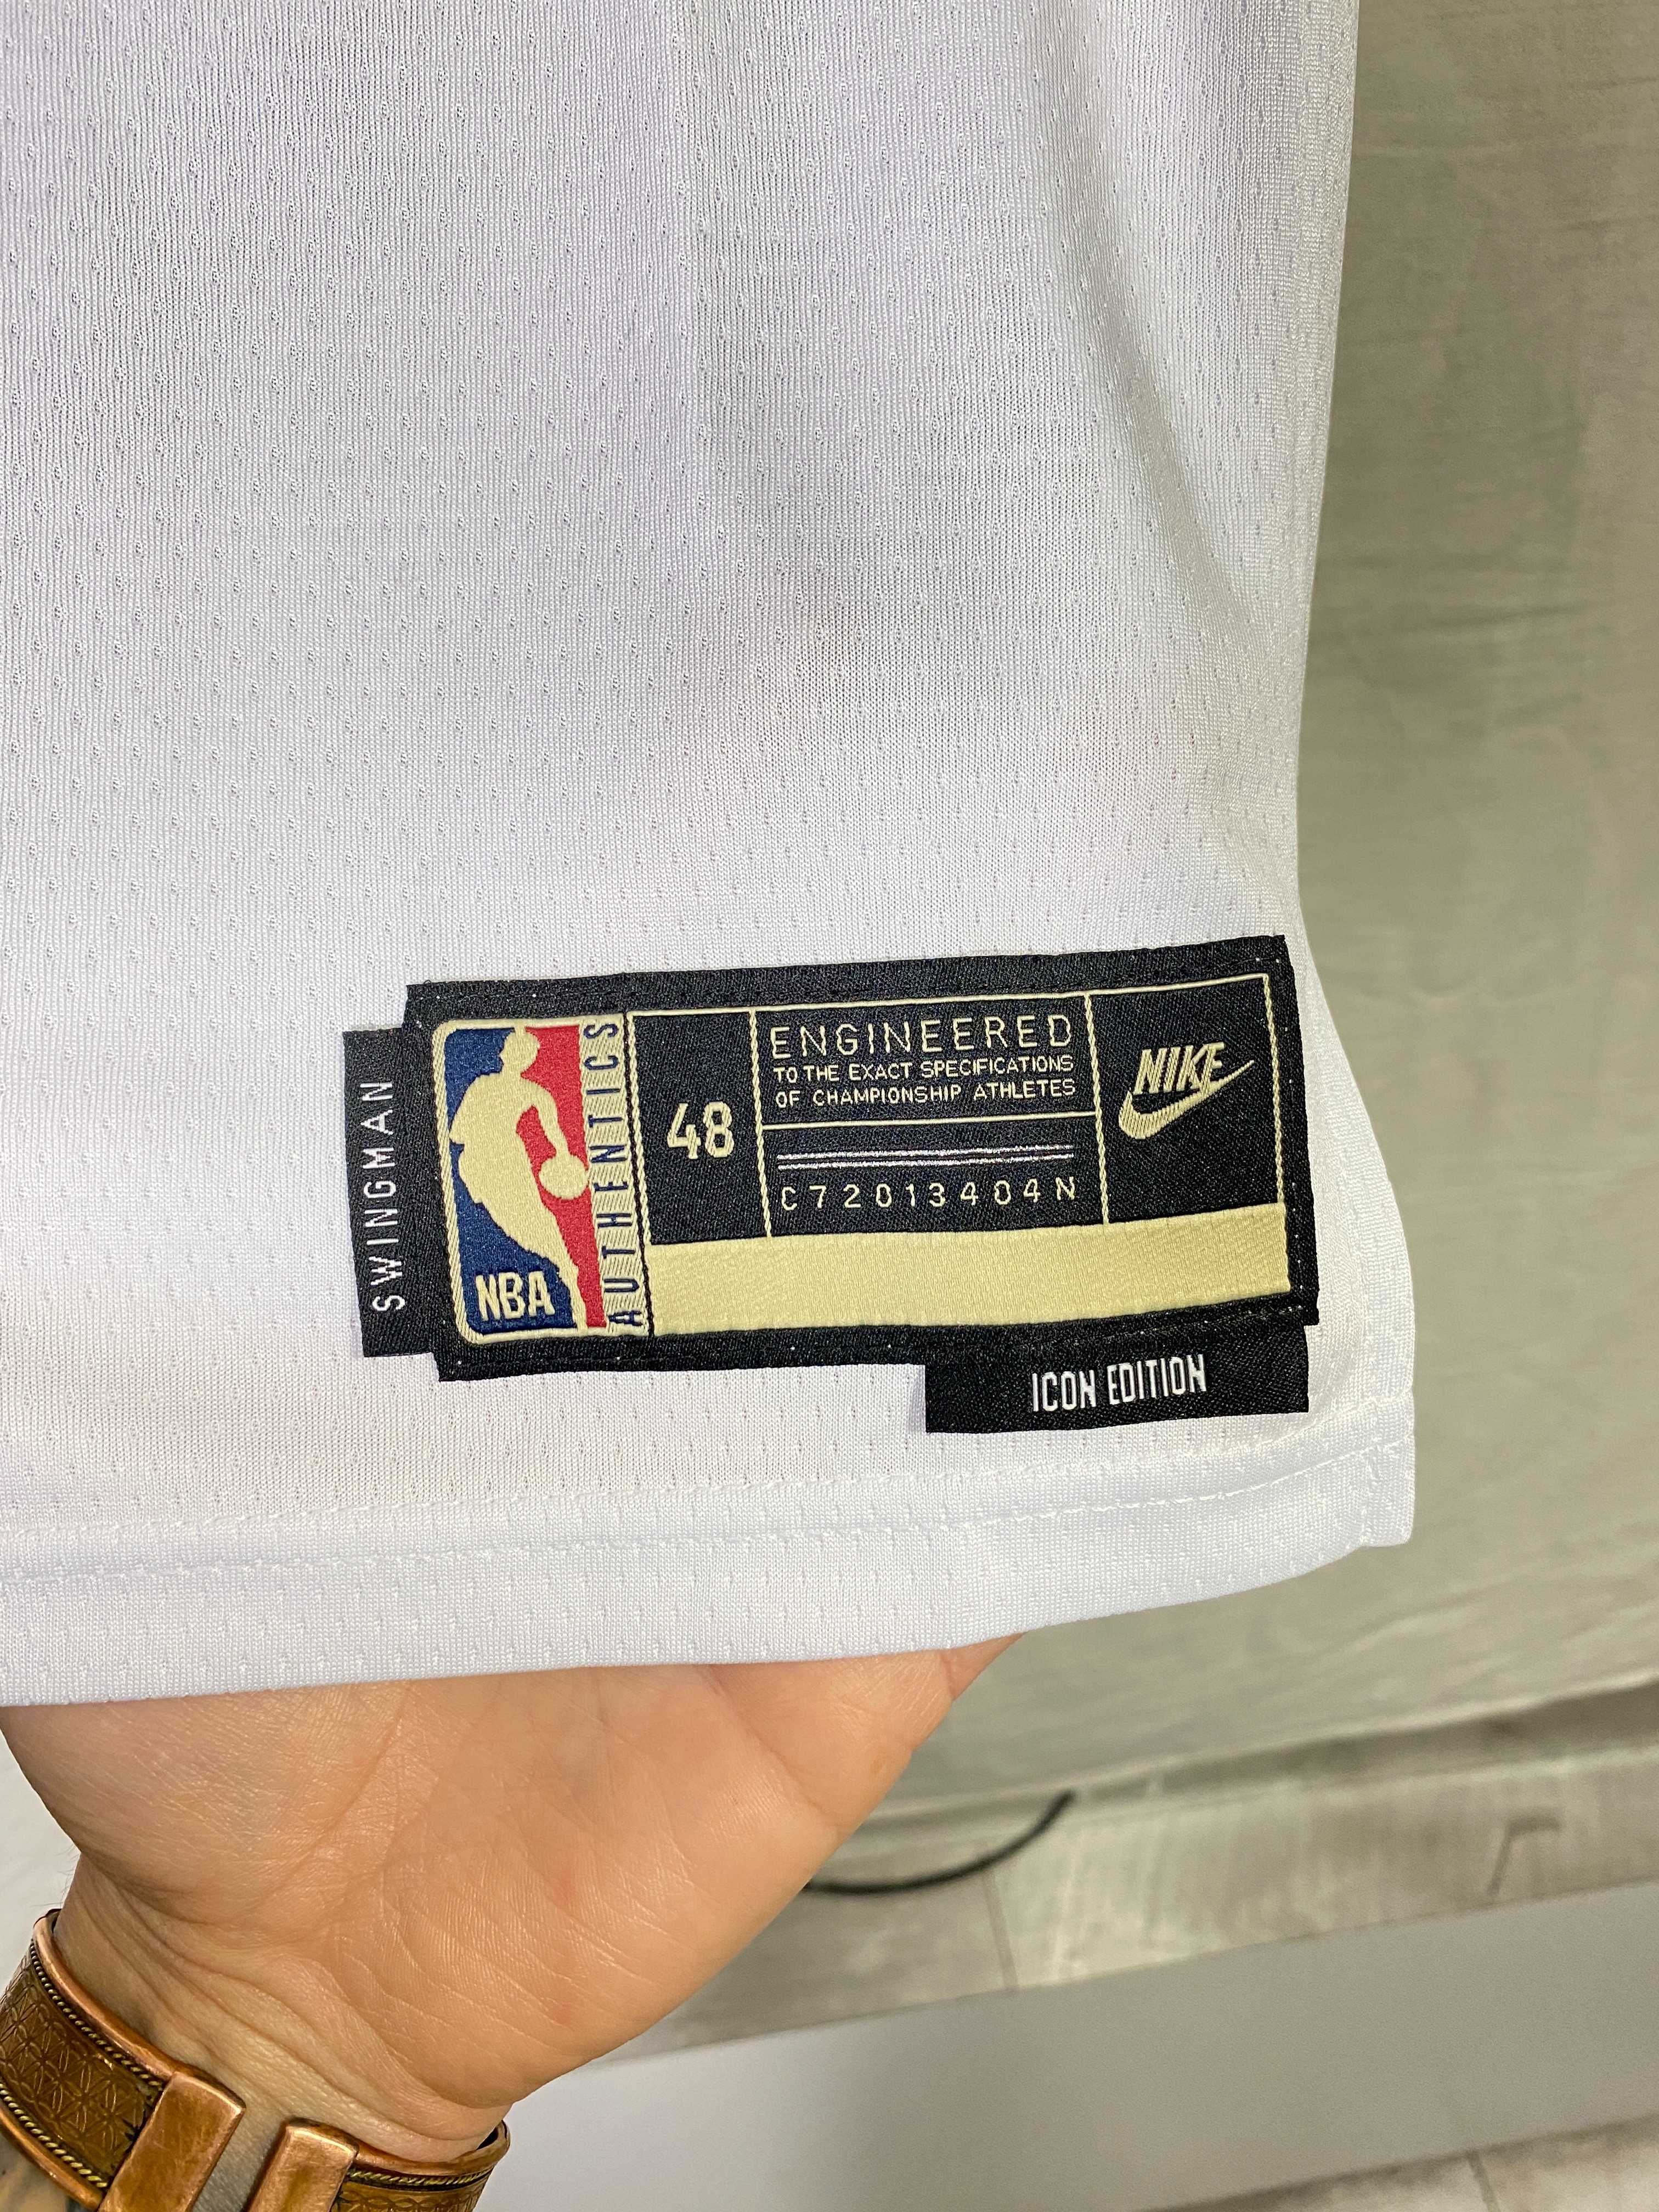 SWINGMAN
NBA
AUTHENTICS
48
ENGINEERED
TO THE EXACT SPECIFICATIONS
OF CHAMPIONSHIP ATHLETES
C72013404N
NIKE
ICON EDITION